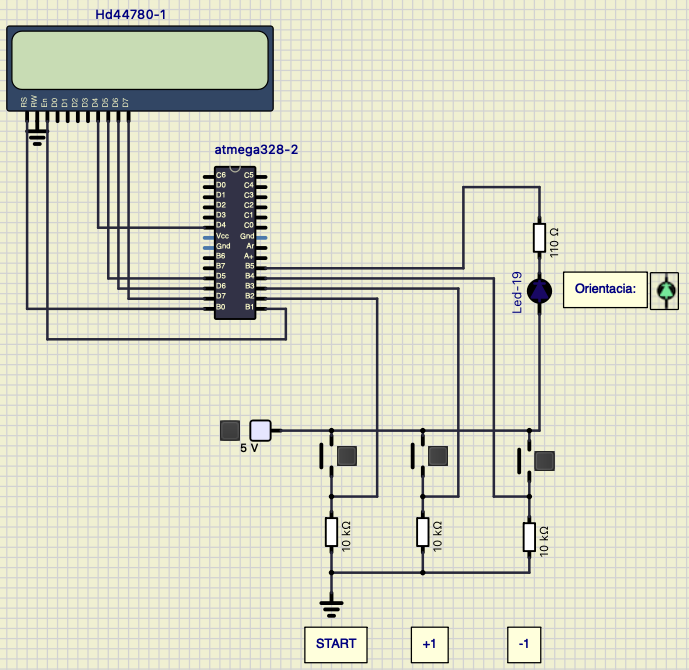 Hd44780-1
RS RW En D0 D1 D2 D3 D4 D5 D6 D7
atmega328-2
C6 C5
D0 C4
D1 C3
D2 C2
D3 C1
D4 C0
Vcc Gnd
Gnd Ar
B6 A+
B7 B5
D5 B4
D6 B3
D7 B2
B0 B1
110 Ω
Led-19
Orientacia:
5 V
10 kΩ
10 kΩ
10 kΩ
START
+1
-1